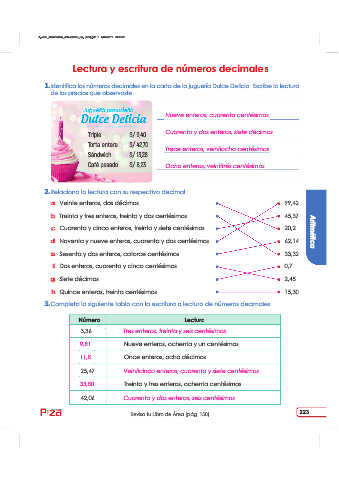 Lectura y escritura de números decimales
1. Identifica los números decimales en la carta de la juguería Dulce Delicia. Escribe la lectura
de los precios que observaste.
Juguería pastelería
Dulce Delicia
Triple S/ 9,40
Torta entera S/ 42,70
Sándwich S/ 13,28
Café pasado S/ 8,23
Nueve enteros, cuarenta centésimos
Cuarenta y dos enteros, siete décimos
Trece enteros, veintiocho centésimos
Ocho enteros, veintitrés centésimos
2. Relaciona la lectura con su respectivo decimal.
a Veinte enteros, dos décimos 99,42
b Treinta y tres enteros, treinta y dos centésimos 45,37
c Cuarenta y cinco enteros, treinta y siete centésimos 20,2
d Noventa y nueve enteros, cuarenta y dos centésimos 62,14
e Sesenta y dos enteros, catorce centésimos 33,32
f Dos enteros, cuarenta y cinco centésimos 0,7
g Siete décimos 2,45
h Quince enteros, treinta centésimos 15,30
Aritmética
3. Completa la siguiente tabla con la escritura o lectura de números decimales.
Número Lectura
3,36 Tres enteros, treinta y seis centésimos
9,81 Nueve enteros, ochenta y un centésimos
11,8 Once enteros, ocho décimos
25,47 Veinticinco enteros, cuarenta y siete centésimos
33,80 Treinta y tres enteros, ochenta centésimos
42,06 Cuarenta y dos enteros, seis centésimos
Revisa tu Libro de Área (pág. 130)
223